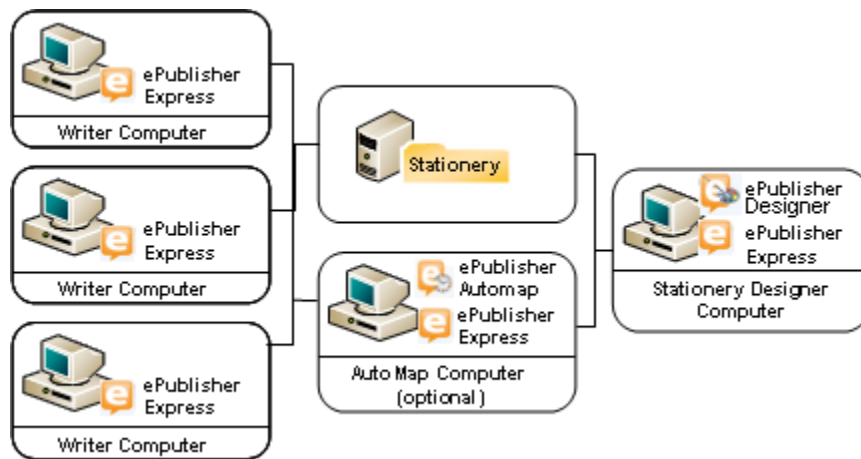 ePublisher
Express
Writer Computer
ePublisher
Express
Writer Computer
ePublisher
Express
Writer Computer
Stationery
ePublisher
Automap
ePublisher
Express
Auto Map Computer
(optional)
ePublisher
Designer
ePublisher
Express
Stationery Designer
Computer